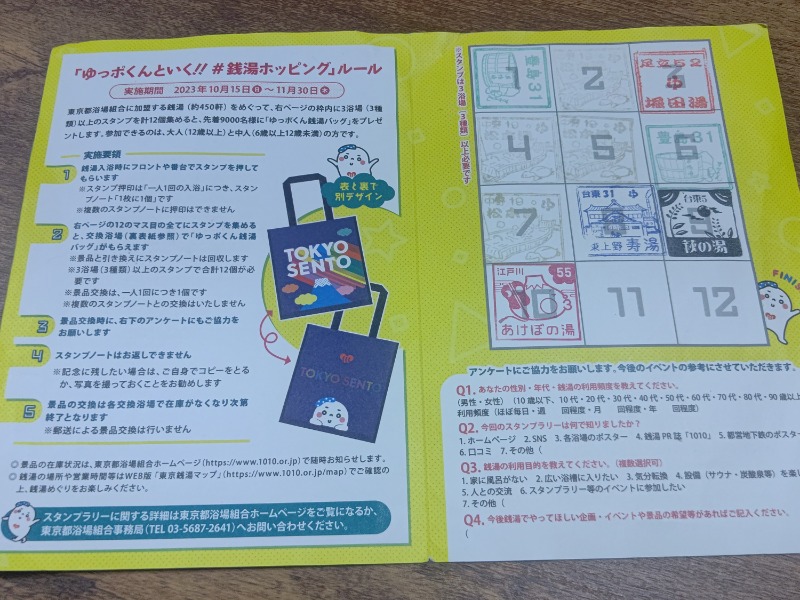 「ゆっポくんといく!! #銭湯ホッピング」ルール
実施期間 2023年10月15日(日)～11月30日(木)
東京都浴場組合に加盟する銭湯(約450軒)をめぐって、右ページの枠内に3浴場(3種
類)以上のスタンプを計12個集めると、先着9000名様に「ゆっポくん銭湯バッグ」をプレゼ
ントします。参加できるのは、大人(12歳以上)と中人(6歳以上12歳未満)の方です。
実施要領
1 銭湯入浴時にフロントや番台でスタンプを押して
もらいます
※スタンプ押印は「一人1回の入浴」につき、スタン
プノート「1枚に1個」です
※複数のスタンプノートに押印はできません
2 右ページの12のマス目の全てにスタンプを集める
と、交換浴場(裏表紙参照)で「ゆっポくん銭湯
バッグ」がもらえます
※景品と引き換えにスタンプノートは回収します
※3浴場(3種類)以上のスタンプで合計12個が必
要です
※景品交換は、一人1回につき1個です
※複数のスタンプノートとの交換はいたしません
3 景品交換時に、右下のアンケートにもご協力を
お願いします
4 スタンプノートはお返しできません
※記念に残したい場合は、ご自身でコピーをとる
か、写真を撮っておくことをお勧めします
5 景品の交換は各交換浴場で在庫がなくなり次第
終了となります
※郵送による景品交換は行いません
表と裏で
別デザイン
TOKYO
SENTO
TOKYO SENTO
◎景品の在庫状況は、東京都浴場組合ホームページ(https://www.1010.or.jp)で随時お知らせします。
◎銭湯の場所や営業時間等はWEB版「東京銭湯マップ」(https://www.1010.or.jp/map)でご確認の
上、銭湯めぐりをお楽しみください。
スタンプラリーに関する詳細は東京都浴場組合ホームページをご覧になるか、
東京都浴場組合事務局(TEL 03-5687-2641)へお問い合わせください。
※スタンプは3浴場(3種類)以上必要です
1 豊島31
2
足立52
堀田湯
4
5
6 豊島31
7
台東31 ゆ
東上野 寿湯
台東5
萩の湯
江戸川 55
10
あけぼの湯
11
12
FINIS
アンケートにご協力をお願いします。今後のイベントの参考にさせていただきます。
Q1. あなたの性別・年代・銭湯の利用頻度を教えてください。
(男性・女性) (10歳以下、10代・20代・30代・40代・50代・60代・70代・80代・90歳以上
利用頻度(ほぼ毎日・週 回程度・月 回程度・年 回程度)
Q2. 今回のスタンプラリーは何で知りましたか?
1. ホームページ 2. SNS 3. 各浴場のポスター 4. 銭湯PR誌「1010」 5. 都営地下鉄のポスター
6. 口コミ 7. その他(
Q3. 銭湯の利用目的を教えてください。(複数選択可)
1. 家に風呂がない 2. 広い浴槽に入りたい 3. 気分転換 4. 設備(サウナ・炭酸泉等)を楽し
5. 人との交流 6. スタンプラリー等のイベントに参加したい
7. その他(
Q4. 今後銭湯でやってほしい企画・イベントや景品の希望等があればご記入ください。
(